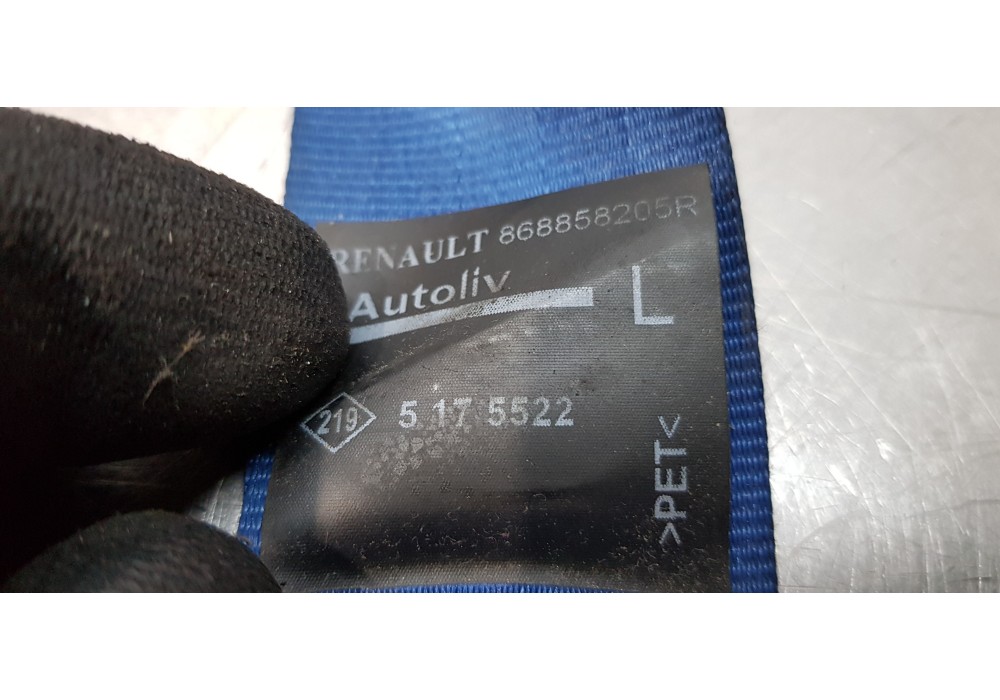 RENAULT 868858205R
Autoliv
L
219 5 17 5522
>PET<